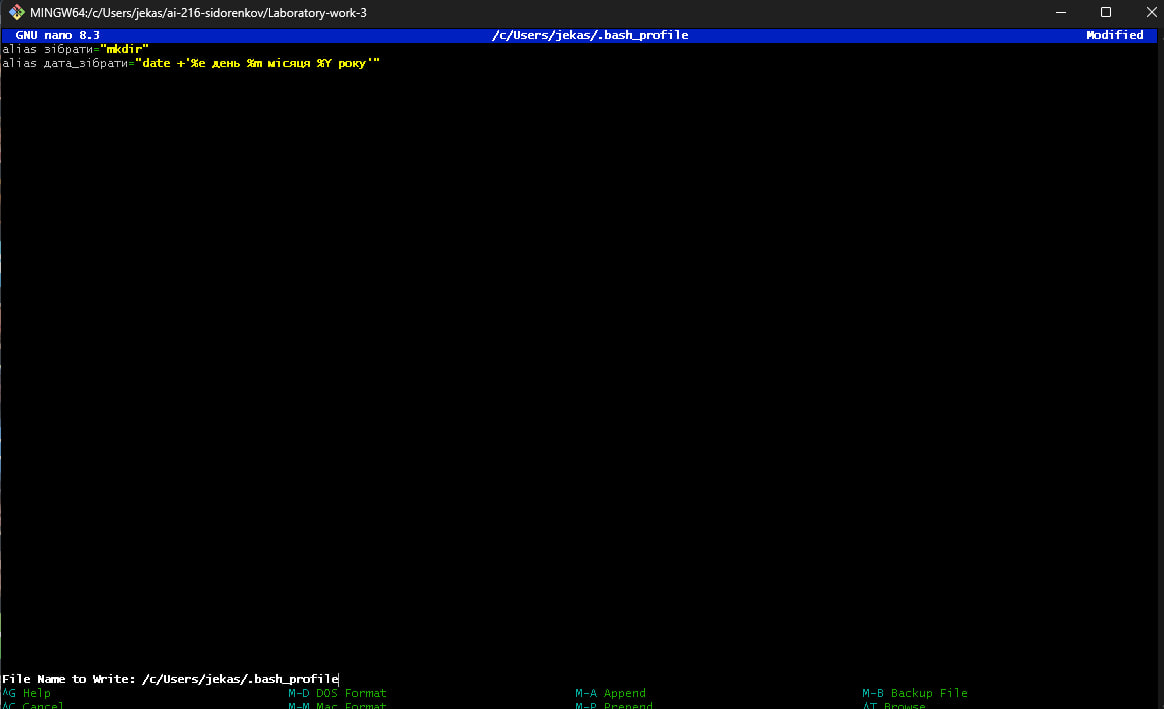 MINGW64:/c/Users/jekas/ai-216-sidorenkov/Laboratory-work-3
GNU nano 8.3 /c/Users/jekas/.bash_profile Modified
alias зібрати="mkdir"
alias дата_зібрати="date +'%e день %m місяця %Y року'"
File Name to Write: /c/Users/jekas/.bash_profile
^G Help M-D DOS Format M-A Append M-B Backup File
^C Cancel M-M Mac Format M-P Prepend ^T Browse